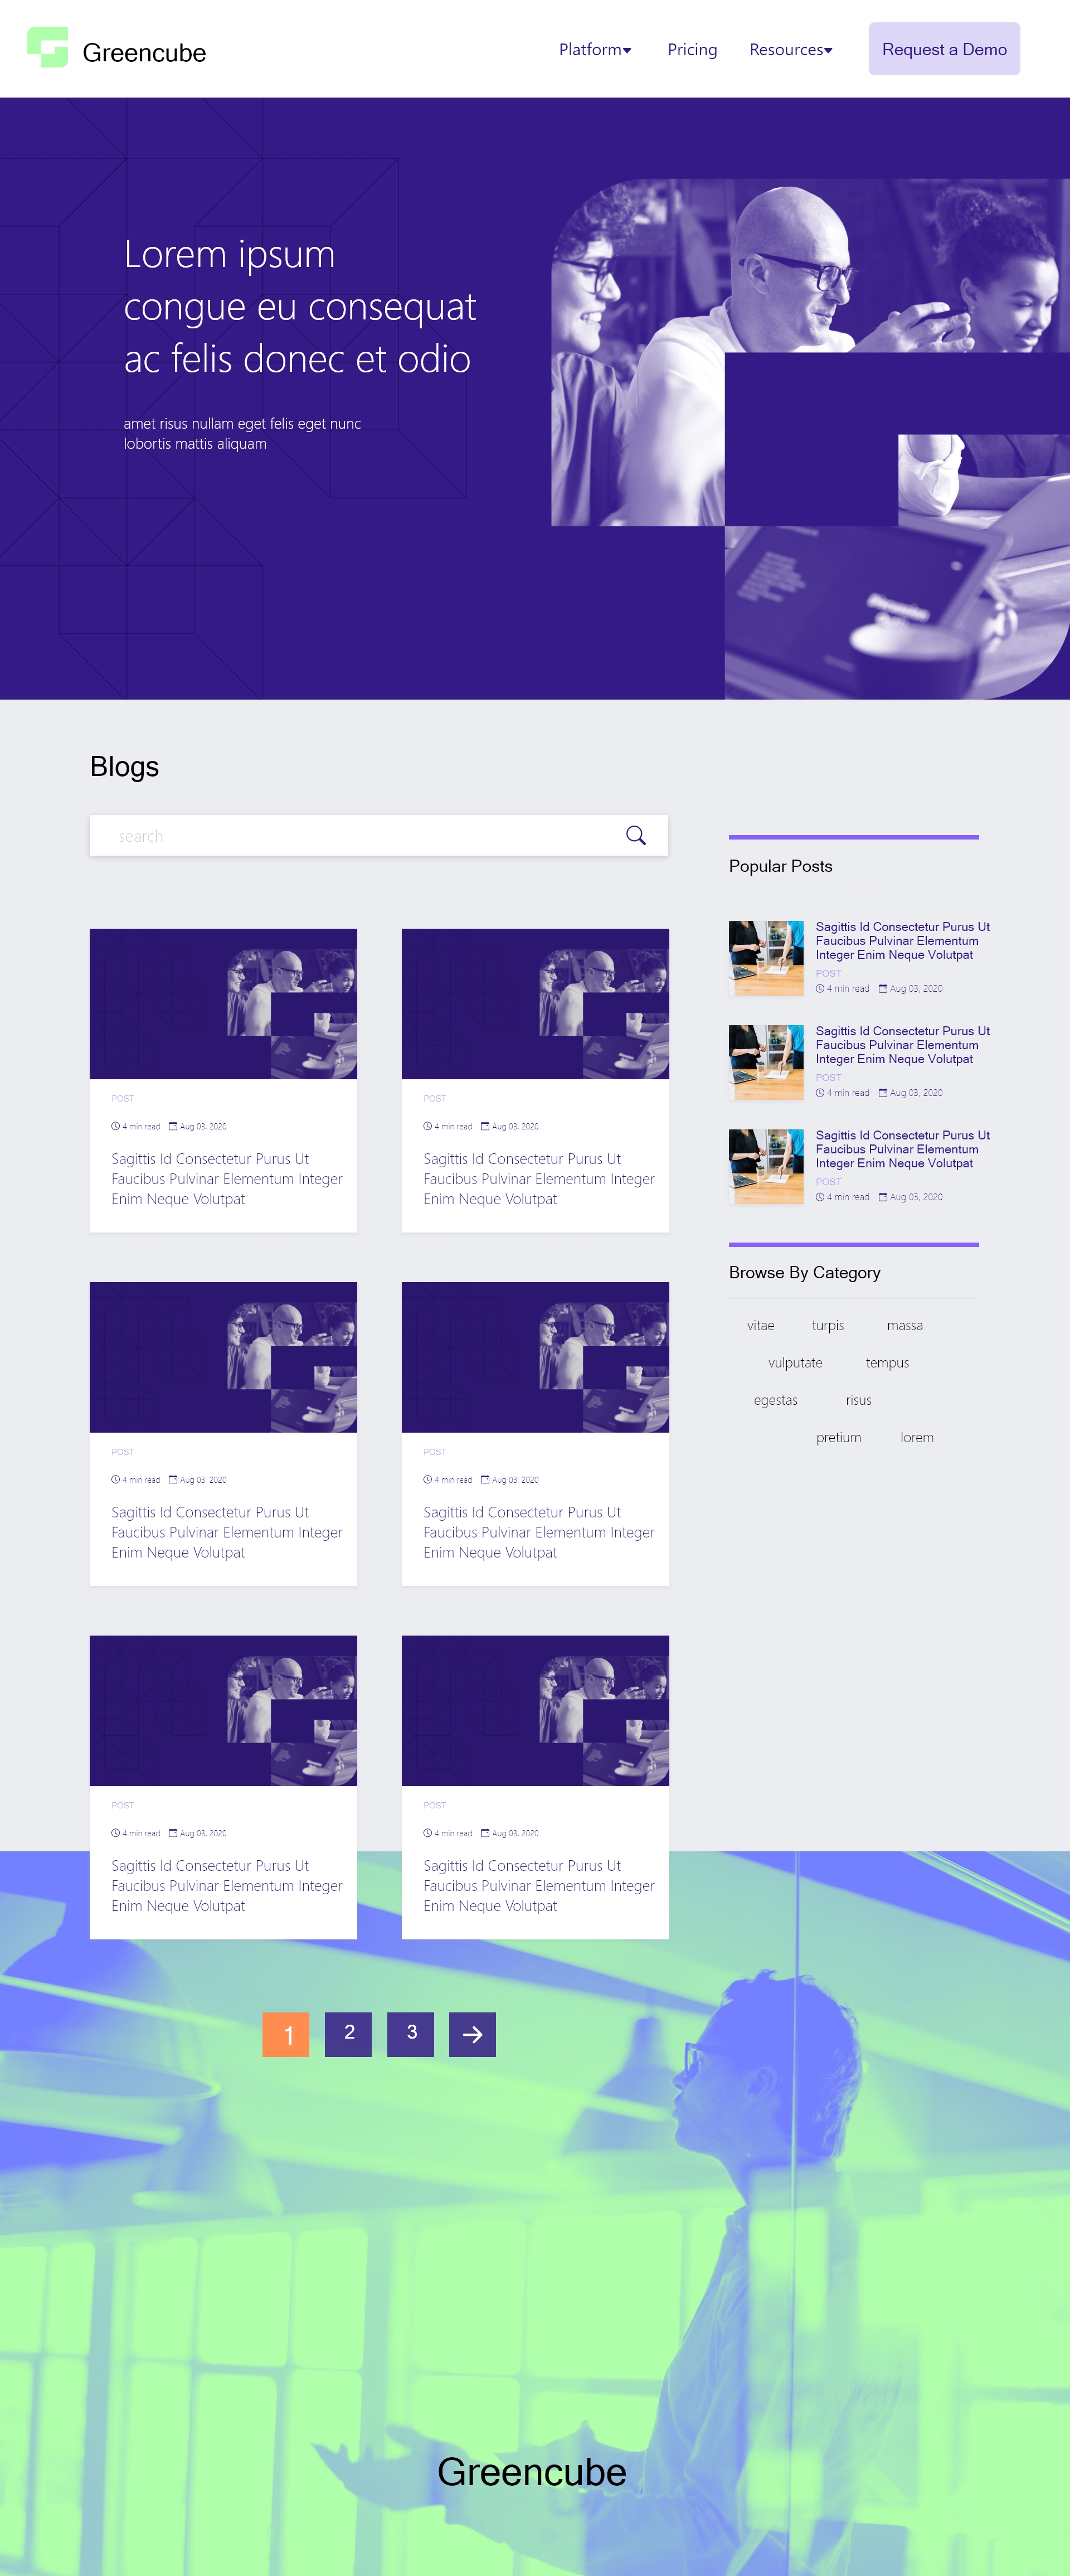 Greencube
Platform
Pricing
Resources
Request a Demo
Lorem ipsum
congue eu consequat
ac felis donec et odio
amet risus nullam eget felis eget nunc
lobortis mattis aliquam
Blogs
search
POST
4 min read Aug 03, 2020
Sagittis Id Consectetur Purus Ut
Faucibus Pulvinar Elementum Integer
Enim Neque Volutpat
POST
4 min read Aug 03, 2020
Sagittis Id Consectetur Purus Ut
Faucibus Pulvinar Elementum Integer
Enim Neque Volutpat
POST
4 min read Aug 03, 2020
Sagittis Id Consectetur Purus Ut
Faucibus Pulvinar Elementum Integer
Enim Neque Volutpat
POST
4 min read Aug 03, 2020
Sagittis Id Consectetur Purus Ut
Faucibus Pulvinar Elementum Integer
Enim Neque Volutpat
POST
4 min read Aug 03, 2020
Sagittis Id Consectetur Purus Ut
Faucibus Pulvinar Elementum Integer
Enim Neque Volutpat
POST
4 min read Aug 03, 2020
Sagittis Id Consectetur Purus Ut
Faucibus Pulvinar Elementum Integer
Enim Neque Volutpat
Popular Posts
Sagittis Id Consectetur Purus Ut
Faucibus Pulvinar Elementum
Integer Enim Neque Volutpat
POST
4 min read Aug 03, 2020
Sagittis Id Consectetur Purus Ut
Faucibus Pulvinar Elementum
Integer Enim Neque Volutpat
POST
4 min read Aug 03, 2020
Sagittis Id Consectetur Purus Ut
Faucibus Pulvinar Elementum
Integer Enim Neque Volutpat
POST
4 min read Aug 03, 2020
Browse By Category
vitae turpis massa
vulputate tempus
egestas risus
pretium lorem
1 2 3
Greencube